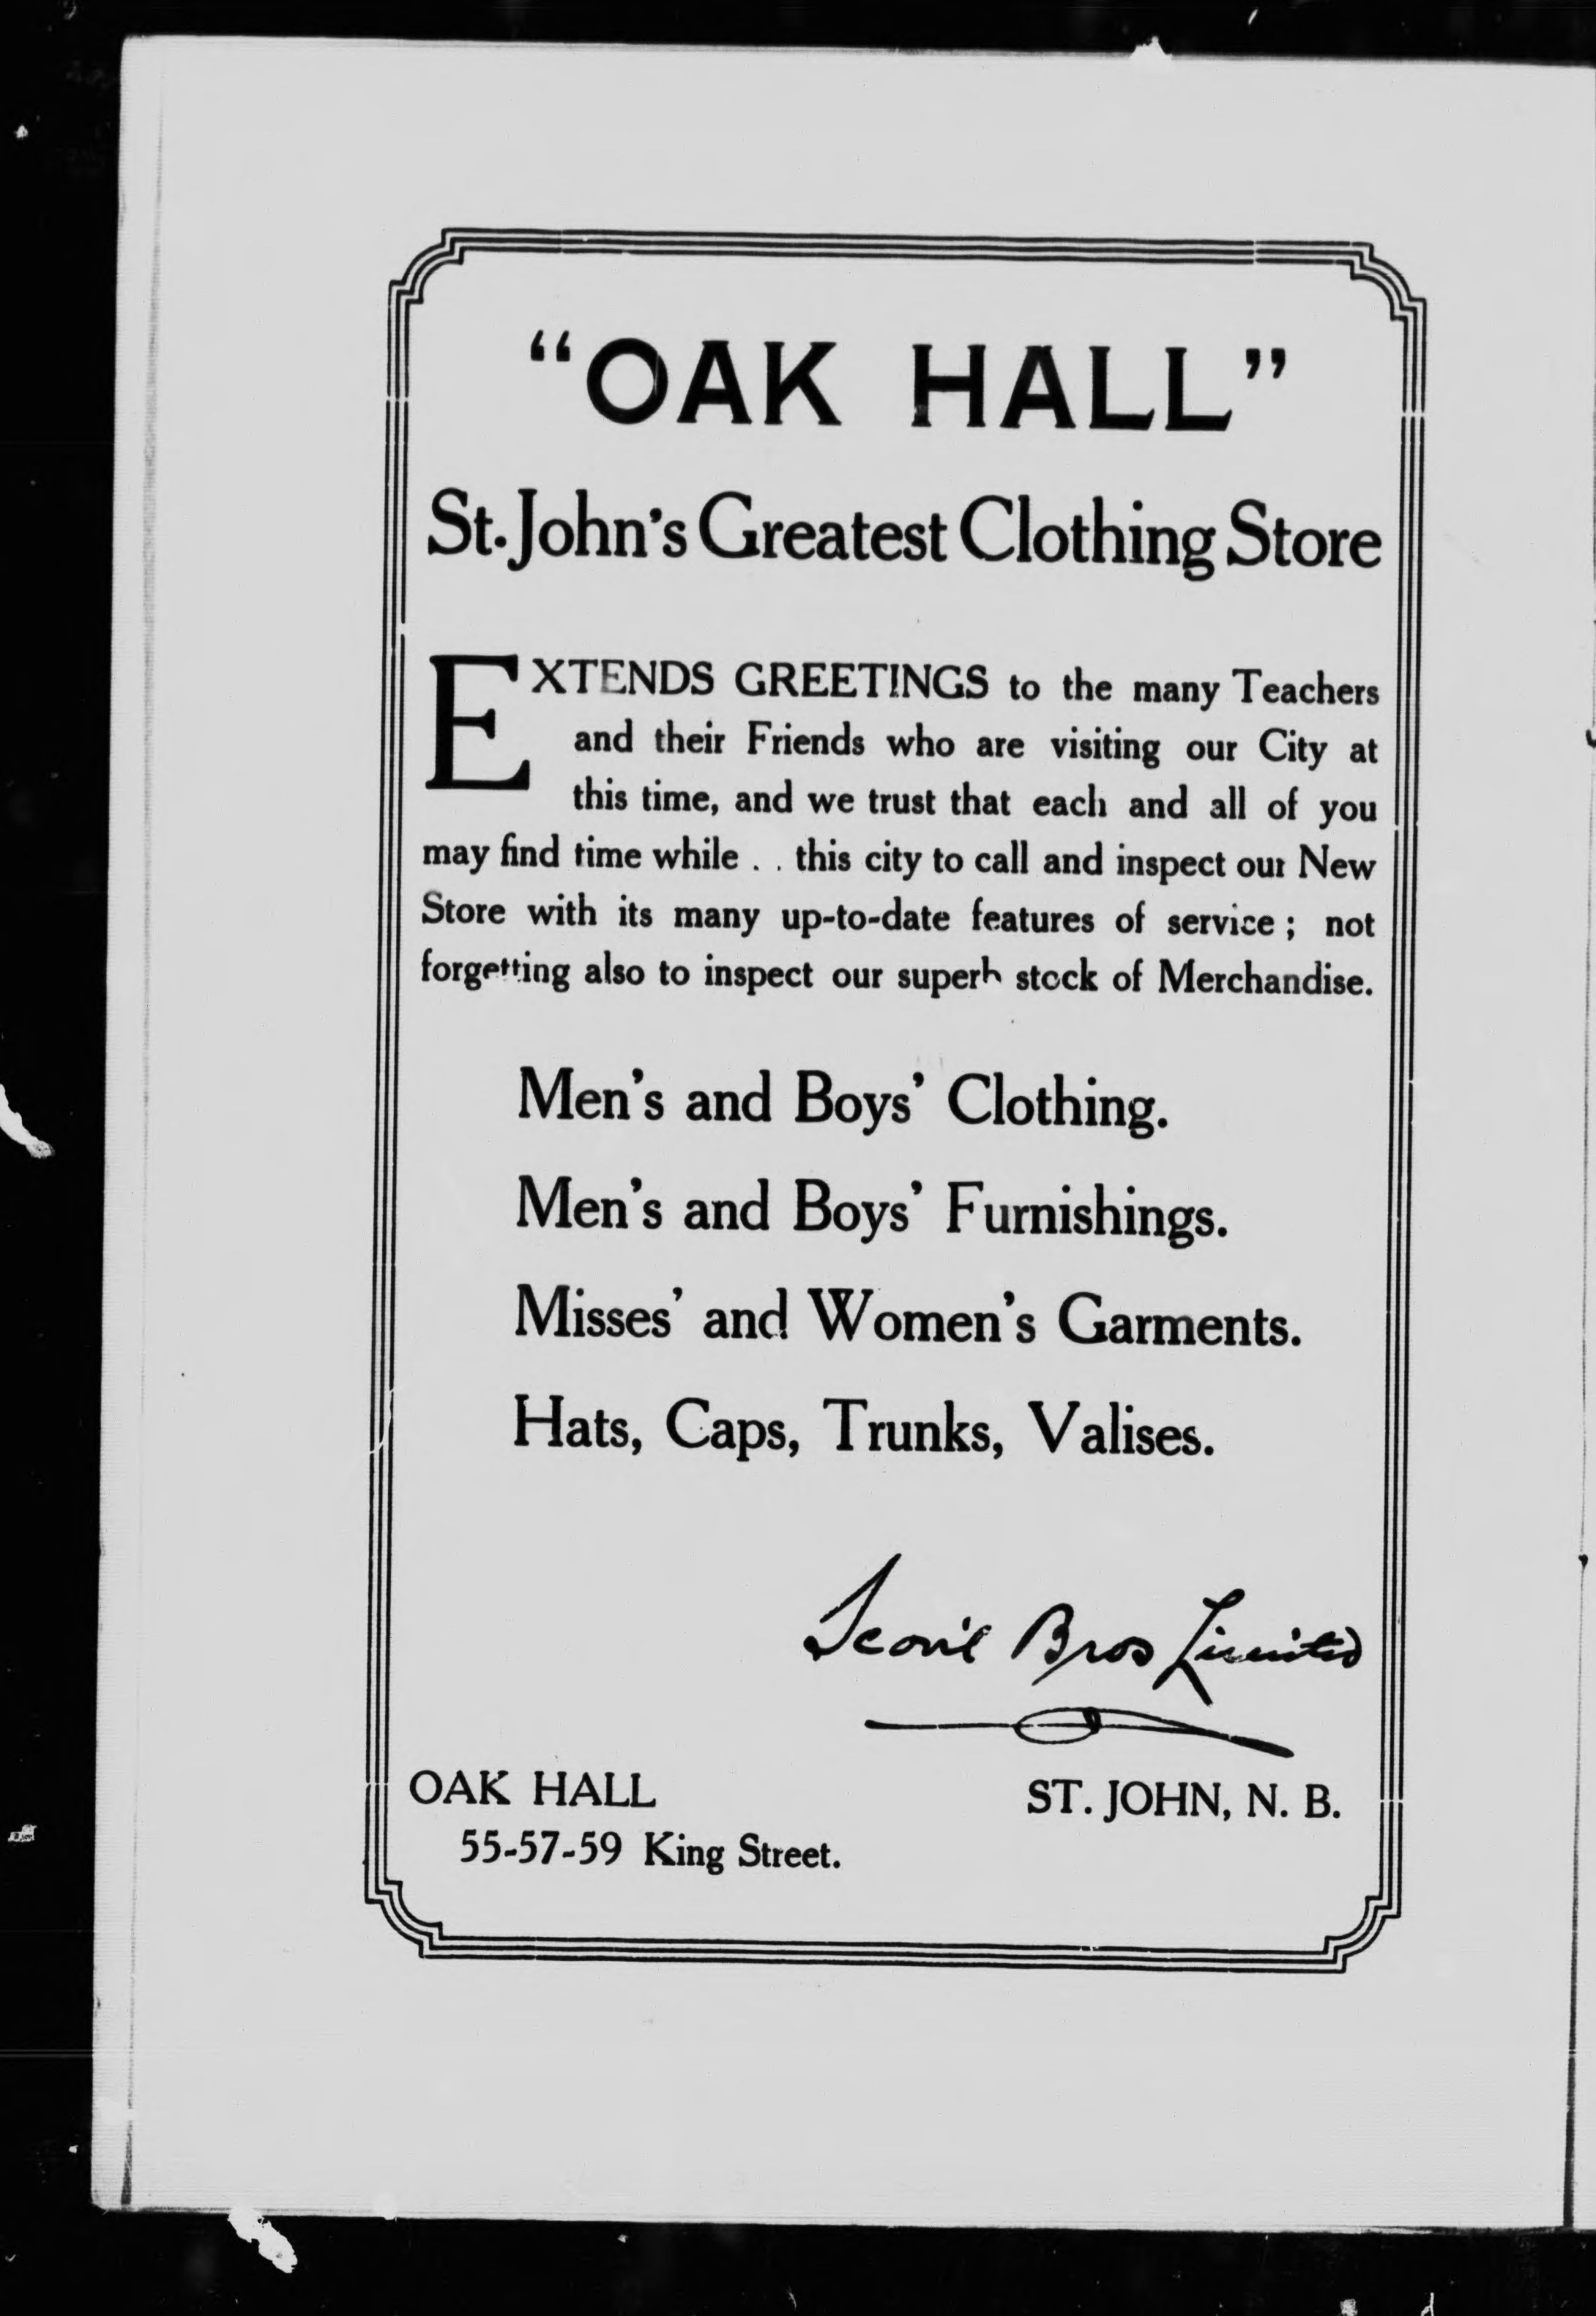 “OAK HALL”
St. John's Greatest Clothing Store
EXTENDS GREETINGS to the many Teachers
and their Friends who are visiting our City at
this time, and we trust that each and all of you
may find time while . . this city to call and inspect our New
Store with its many up-to-date features of service ; not
forgetting also to inspect our superb stock of Merchandise.
Men's and Boys' Clothing.
Men's and Boys' Furnishings.
Misses' and Women's Garments.
Hats, Caps, Trunks, Valises.
Scovil Bros Limited
OAK HALL ST. JOHN, N. B.
55-57-59 King Street.